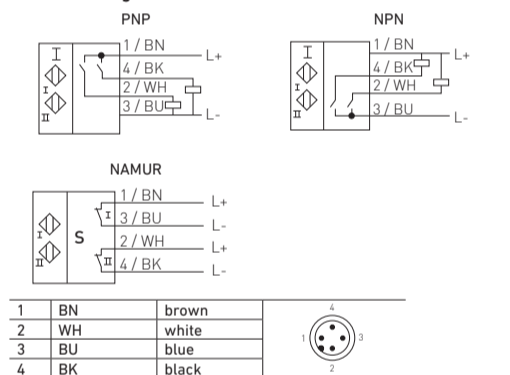 PNP
I
I
II
1 / BN
4 / BK
2 / WH
3 / BU
L+
L-
NPN
I
I
II
1 / BN
4 / BK
2 / WH
3 / BU
L+
L-
NAMUR
I
II
S
I
II
1 / BN
3 / BU
2 / WH
4 / BK
L+
L-
L+
L-
1 BN brown
2 WH white
3 BU blue
4 BK black
4
1 3
2